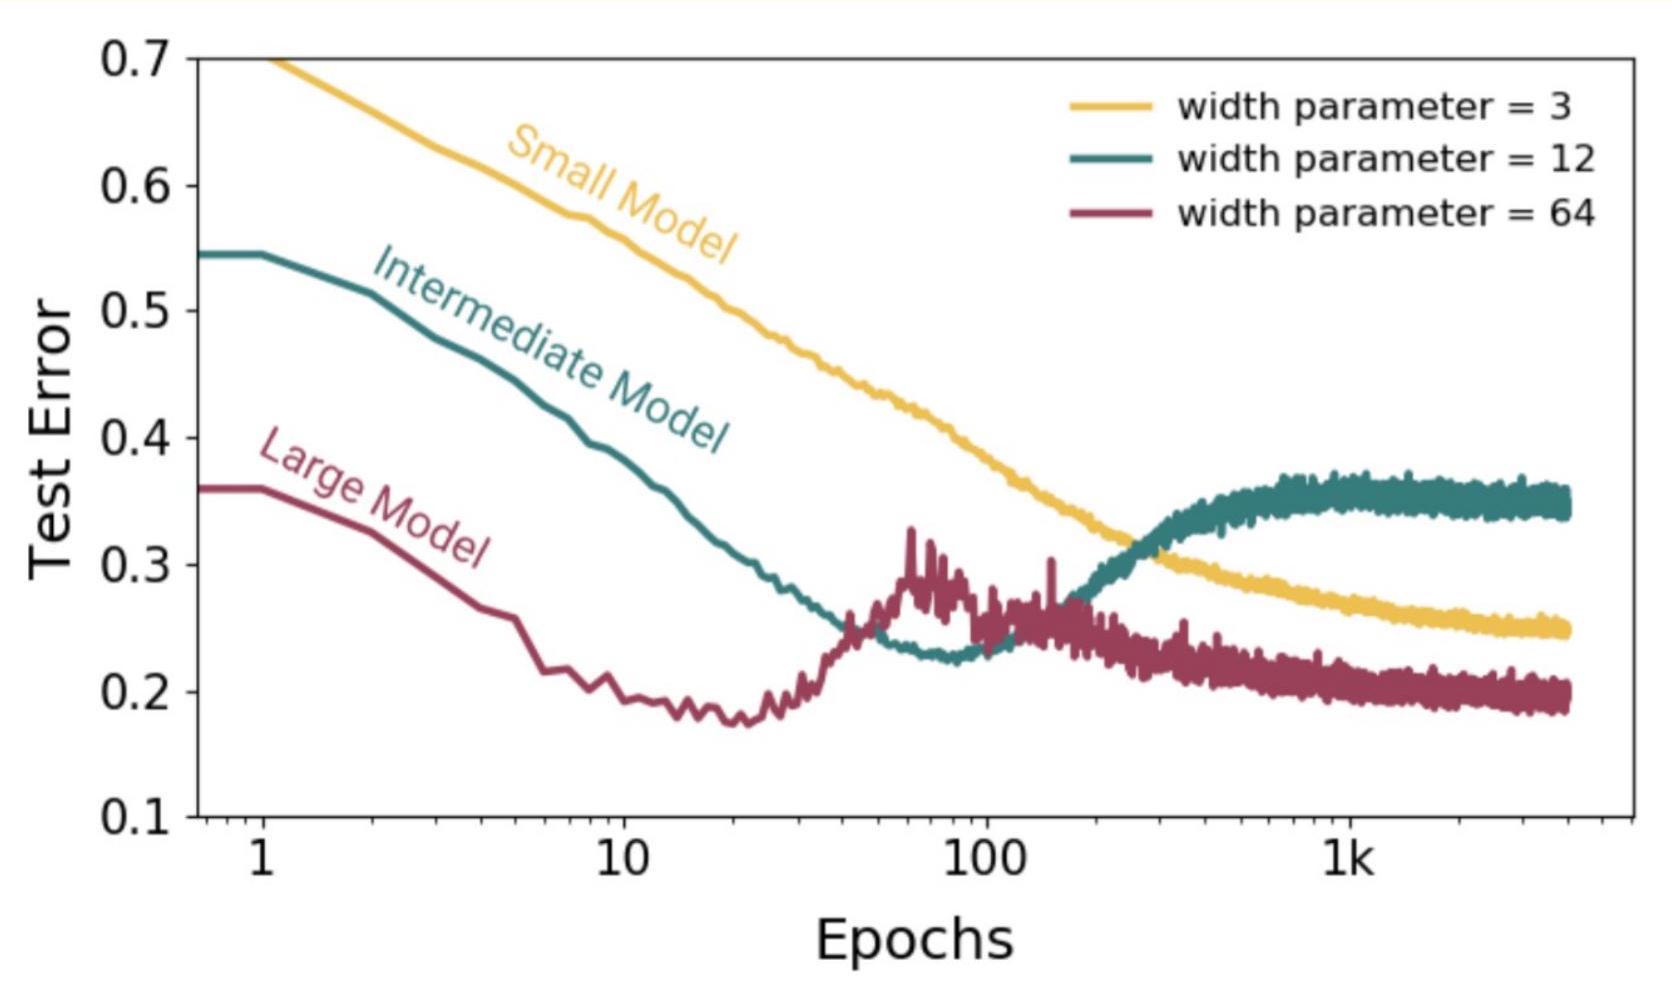 0.7
0.6
0.5
0.4
0.3
0.2
0.1
Test Error
width parameter = 3
width parameter = 12
width parameter = 64
Small Model
Intermediate Model
Large Model
1 10 100 1k
Epochs